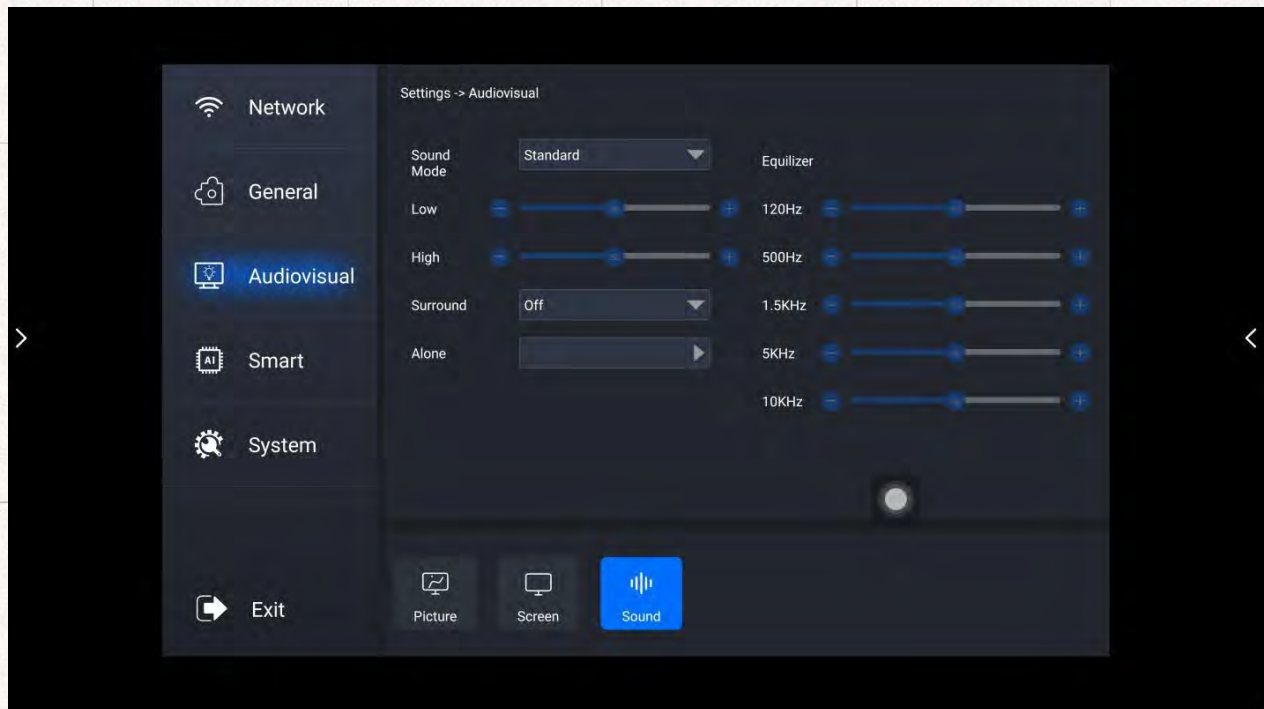 Network
General
Audiovisual
AI
Smart
System
Exit
Settings -> Audiovisual
Sound
Mode
Standard
Low
High
Surround
Off
Alone
Equilizer
120Hz
500Hz
1.5KHz
5KHz
10KHz
Picture
Screen
Sound